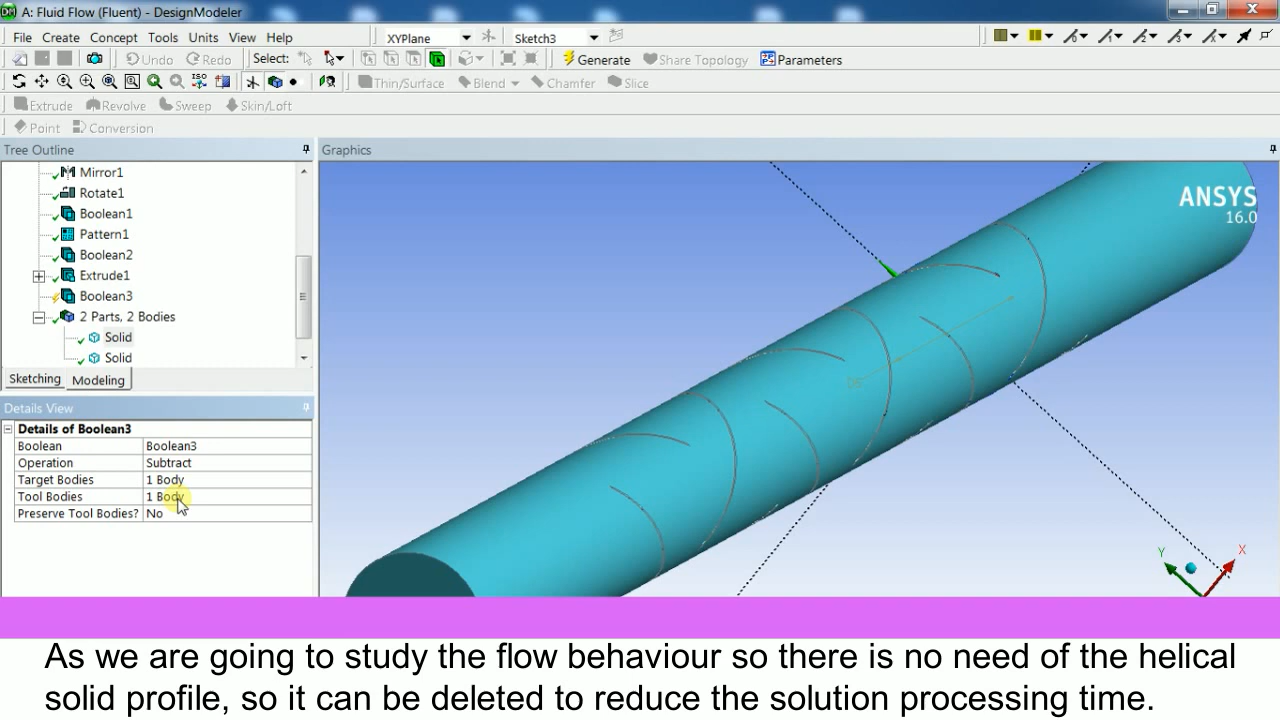 A: Fluid Flow (Fluent) - DesignModeler
File Create Concept Tools Units View Help
XYPlane Sketch3
Undo Redo Select: Generate Share Topology Parameters
ISO Thin/Surface Blend Chamfer Slice
Extrude Revolve Sweep Skin/Loft
Point Conversion
Tree Outline
Graphics
Mirror1
Rotate1
Boolean1
Pattern1
Boolean2
Extrude1
Boolean3
2 Parts, 2 Bodies
Solid
Solid
Sketching Modeling
Details View
Details of Boolean3
Boolean Boolean3
Operation Subtract
Target Bodies 1 Body
Tool Bodies 1 Body
Preserve Tool Bodies? No
ANSYS
16.0
Y X
As we are going to study the flow behaviour so there is no need of the helical
solid profile, so it can be deleted to reduce the solution processing time.